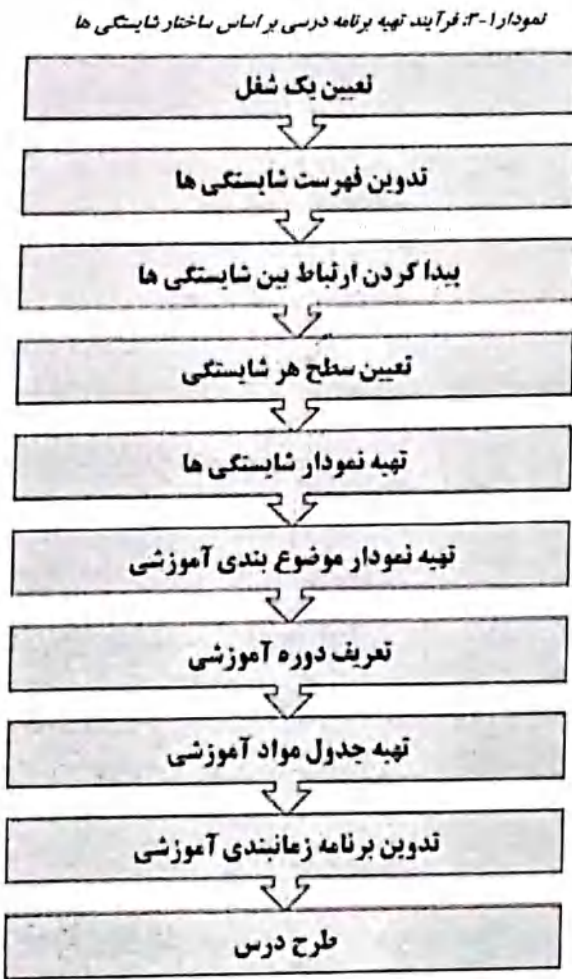 نمودار ۱-۳: فرآیند تهیه برنامه درسی بر اساس ساختار شایستگی ها
تعیین یک شغل
تدوین فهرست شایستگی ها
پیدا کردن ارتباط بین شایستگی ها
تعیین سطح هر شایستگی
تهیه نمودار شایستگی ها
تهیه نمودار موضوع بندی آموزشی
تعریف دوره آموزشی
تهیه جدول مواد آموزشی
تدوین برنامه زمانبندی آموزشی
طرح درس